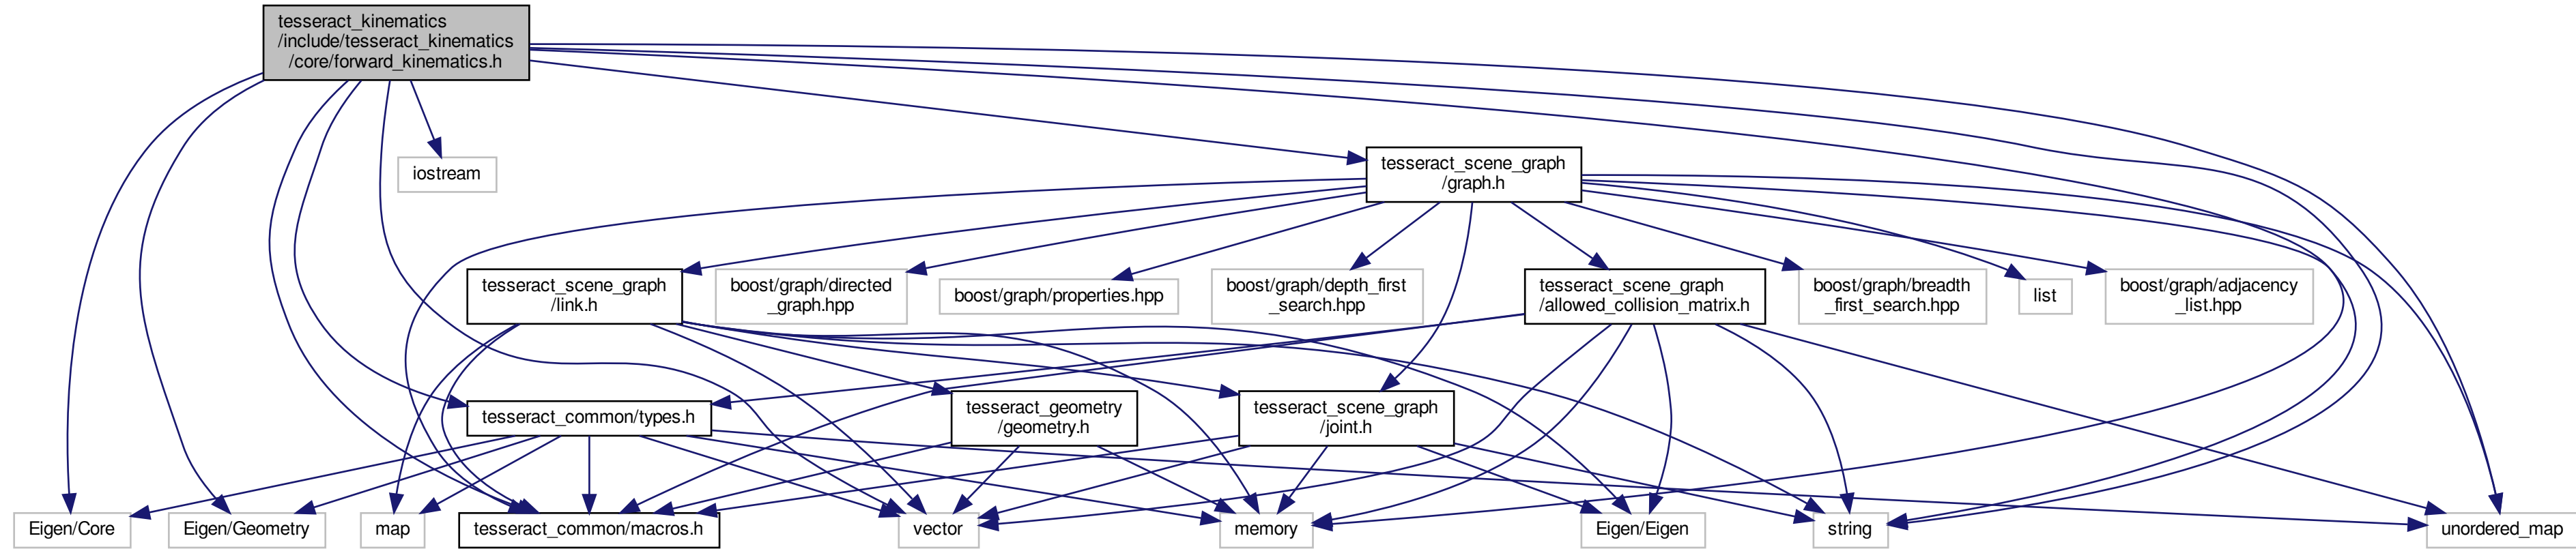 tesseract_kinematics
/include/tesseract_kinematics
/core/forward_kinematics.h
iostream
tesseract_scene_graph
/graph.h
tesseract_scene_graph
/link.h
boost/graph/directed
_graph.hpp
boost/graph/properties.hpp
boost/graph/depth_first
_search.hpp
tesseract_scene_graph
/allowed_collision_matrix.h
boost/graph/breadth
_first_search.hpp
list
boost/graph/adjacency
_list.hpp
tesseract_common/types.h
tesseract_geometry
/geometry.h
tesseract_scene_graph
/joint.h
Eigen/Core
Eigen/Geometry
map
tesseract_common/macros.h
vector
memory
Eigen/Eigen
string
unordered_map